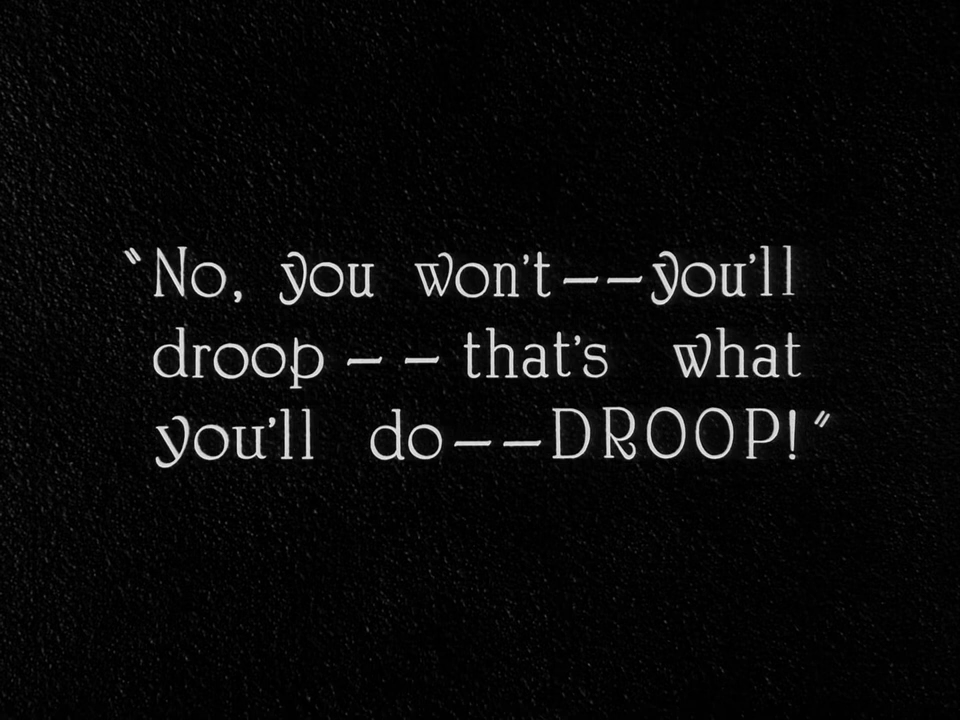 "No, you won't——you'll
droop —— that's what
you'll do——DROOP!"